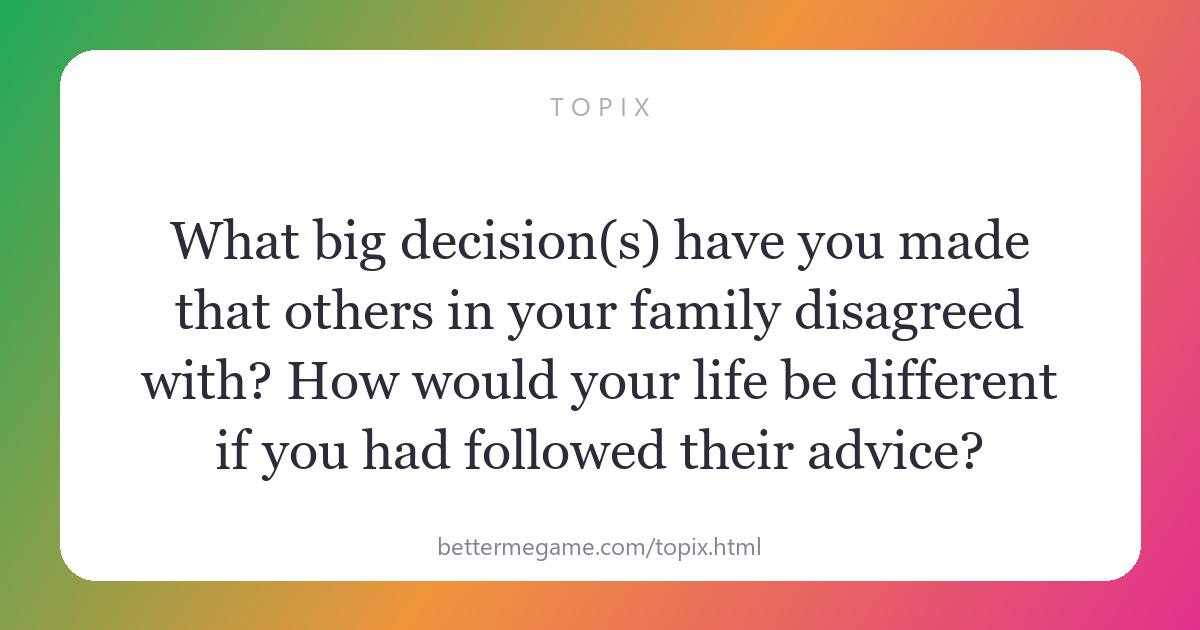 TOPIX
What big decision(s) have you made
that others in your family disagreed
with? How would your life be different
if you had followed their advice?
bettermegame.com/topix.html